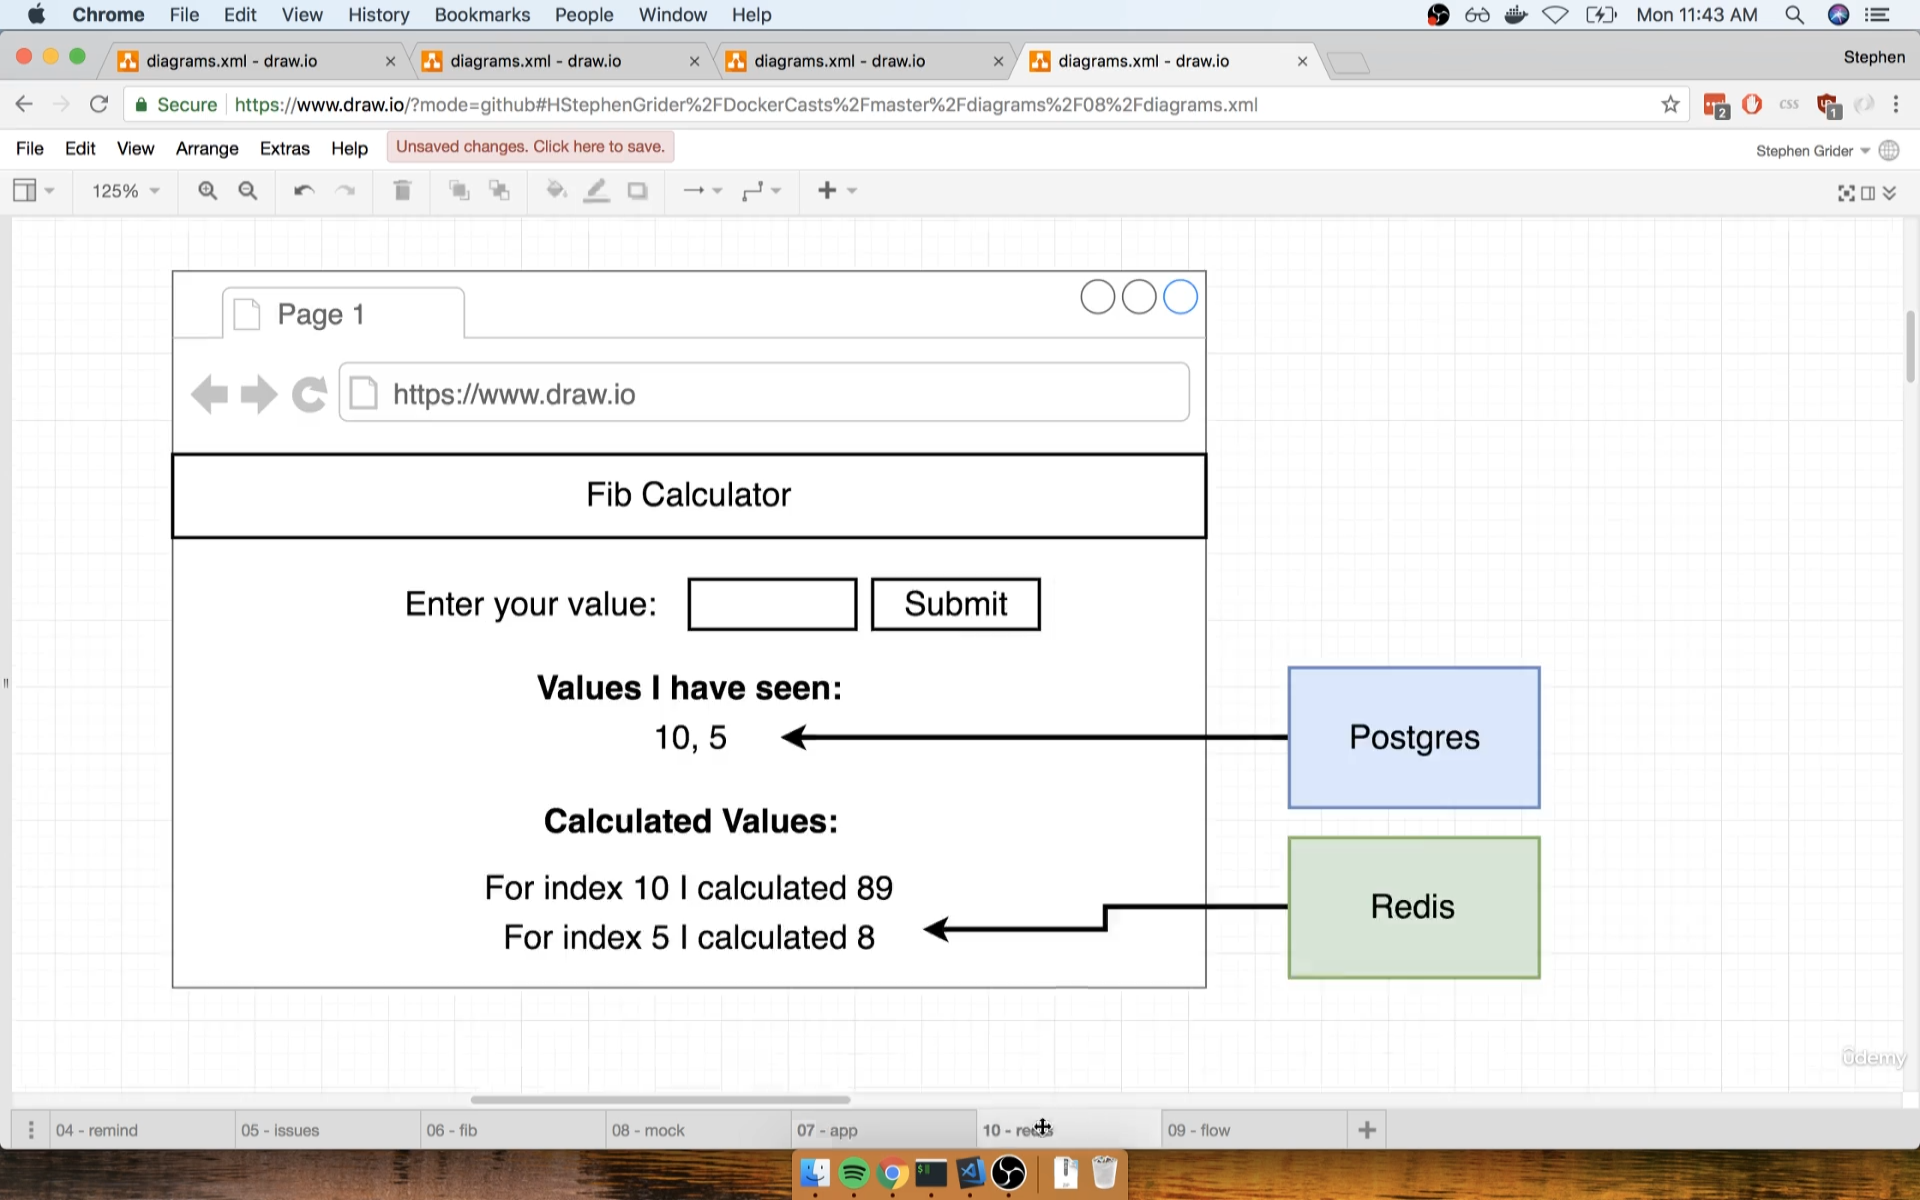 Chrome File Edit View History Bookmarks People Window Help Mon 11:43 AM
diagrams.xml - draw.io diagrams.xml - draw.io diagrams.xml - draw.io diagrams.xml - draw.io Stephen
Secure https://www.draw.io/?mode=github#HStephenGrider%2FDockerCasts%2Fmaster%2Fdiagrams%2F08%2Fdiagrams.xml 2 css 1
File Edit View Arrange Extras Help Unsaved changes. Click here to save. Stephen Grider
125%
Page 1
https://www.draw.io
Fib Calculator
Enter your value: Submit
Values I have seen:
10, 5
Postgres
Calculated Values:
For index 10 I calculated 89
Redis
For index 5 I calculated 8
ûdemy
04 - remind 05 - issues 06 - fib 08 - mock 07 - app 10 - redis 09 - flow